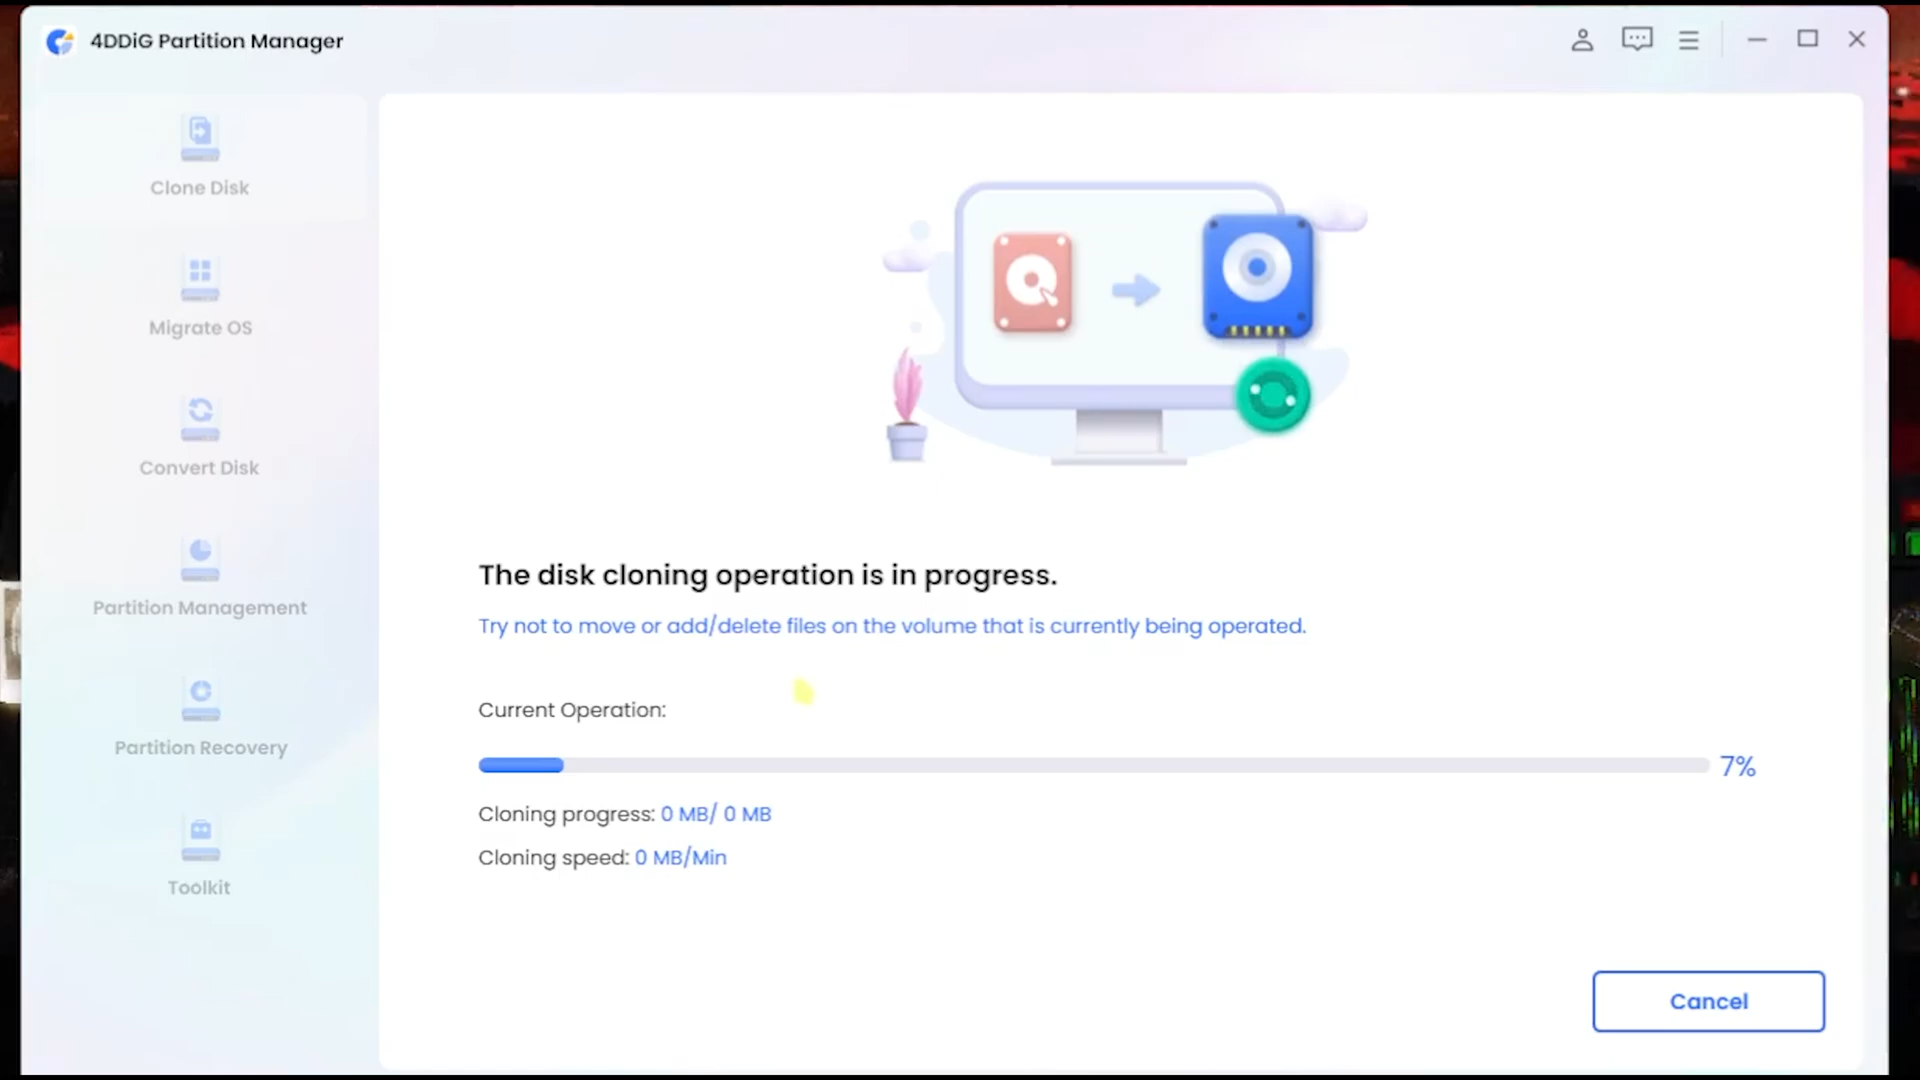 4DDiG Partition Manager
Clone Disk
Migrate OS
Convert Disk
Partition Management
Partition Recovery
Toolkit
The disk cloning operation is in progress.
Try not to move or add/delete files on the volume that is currently being operated.
Current Operation:
7%
Cloning progress: 0 MB/ 0 MB
Cloning speed: 0 MB/Min
Cancel